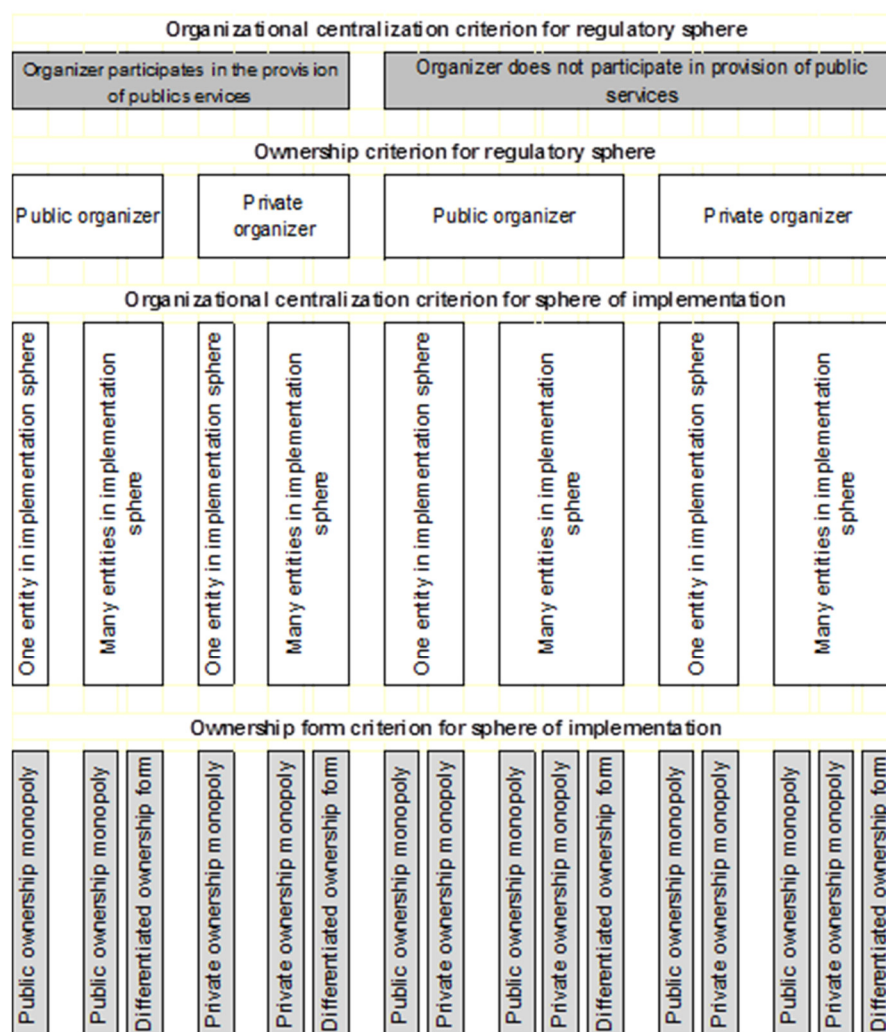 Organizational centralization criterion for regulatory sphere
Organizer participates in the provision
of publics ervices
Organizer does not participate in provision of public
services
Ownership criterion for regulatory sphere
Public organizer
Private
organizer
Public organizer
Private organizer
Organizational centralization criterion for sphere of implementation
One entity in implementation sphere
Many entities in implementation
sphere
One entity in implementation sphere
Many entities in implementation
sphere
One entity in implementation sphere
Many entities in implementation
sphere
One entity in implementation sphere
Many entities in implementation
sphere
Ownership form criterion for sphere of implementation
Public ownership monopoly
Public ownership monopoly
Differentiated ownership form
Private ownership monopoly
Private ownership monopoly
Differentiated ownership form
Public ownership monopoly
Private ownership monopoly
Public ownership monopoly
Private ownership monopoly
Differentiated ownership form
Public ownership monopoly
Private ownership monopoly
Public ownership monopoly
Private ownership monopoly
Differentiated ownership form